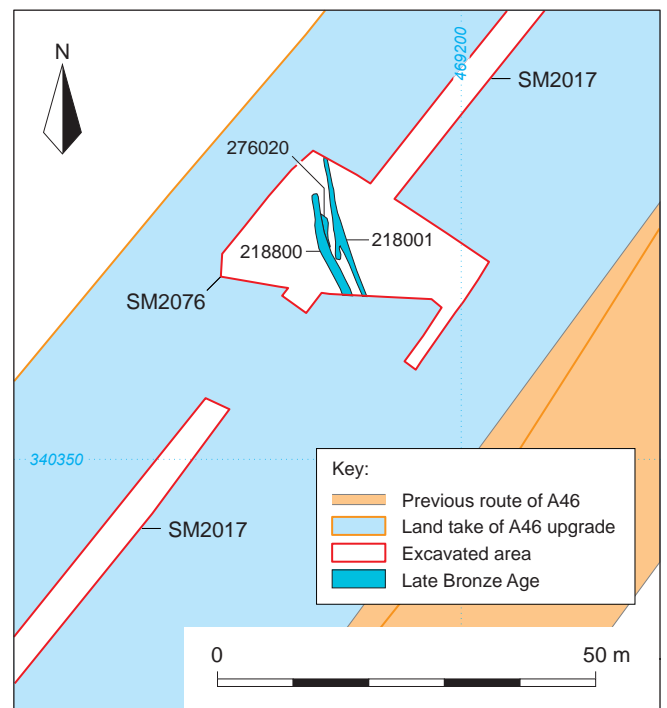 N
469200
SM2017
276020
218800
218001
SM2076
340350
SM2017
Key:
Previous route of A46
Land take of A46 upgrade
Excavated area
Late Bronze Age
0 50 m